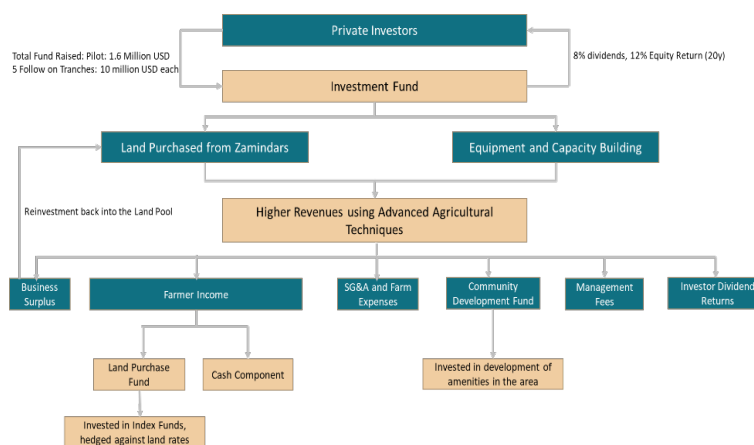 Private Investors
Total Fund Raised: Pilot: 1.6 Million USD
5 Follow on Tranches: 10 million USD each
8% dividends, 12% Equity Return (20y)
Investment Fund
Land Purchased from Zamindars
Equipment and Capacity Building
Reinvestment back into the Land Pool
Higher Revenues using Advanced Agricultural
Techniques
Business
Surplus
Farmer Income
SG&A and Farm
Expenses
Community
Development Fund
Management
Fees
Investor Dividend
Returns
Land Purchase
Fund
Cash Component
Invested in development of
amenities in the area
Invested in Index Funds,
hedged against land rates